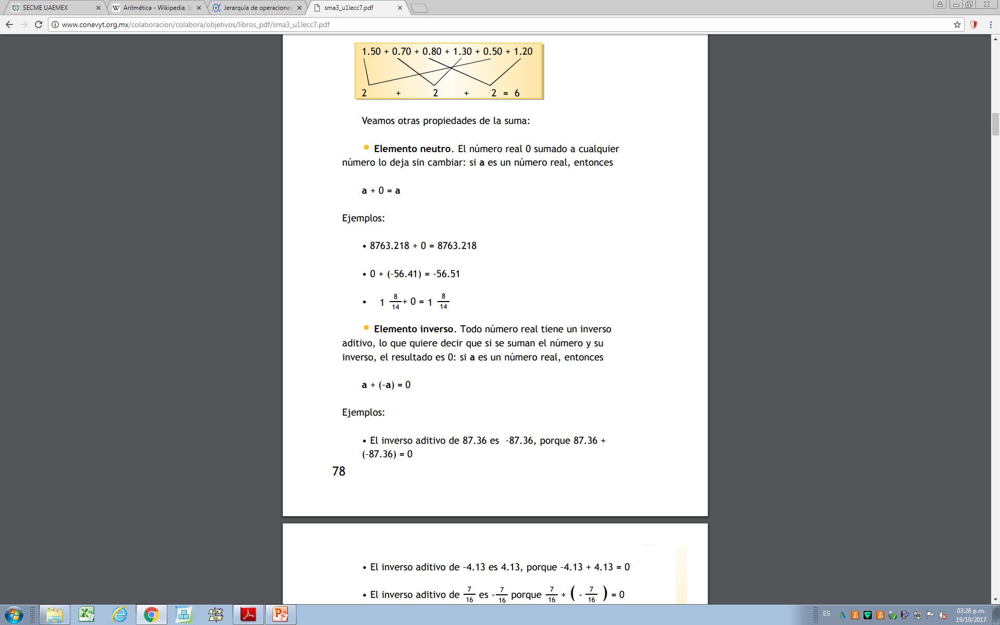 SECME UAEMEX
Aritmética - Wikipedia, la
Jerarquía de operaciones
sma3_u1lecc7.pdf
www.conevyt.org.mx/colaboracion/colabora/objetivos/libros_pdf/sma3_u1lecc7.pdf
1.50 + 0.70 + 0.80 + 1.30 + 0.50 + 1.20
2 + 2 + 2 = 6
Veamos otras propiedades de la suma:
• Elemento neutro. El número real 0 sumado a cualquier
número lo deja sin cambiar: si a es un número real, entonces
a + 0 = a
Ejemplos:
• 8763.218 + 0 = 8763.218
• 0 + (-56.41) = -56.51
• 1 8/14 + 0 = 1 8/14
• Elemento inverso. Todo número real tiene un inverso
aditivo, lo que quiere decir que si se suman el número y su
inverso, el resultado es 0: si a es un número real, entonces
a + (-a) = 0
Ejemplos:
• El inverso aditivo de 87.36 es -87.36, porque 87.36 +
(-87.36) = 0
78
• El inverso aditivo de -4.13 es 4.13, porque -4.13 + 4.13 = 0
• El inverso aditivo de 7/16 es -7/16 porque 7/16 + ( - 7/16 ) = 0
PSe
Int
ES
03:26 p.m.
19/10/2017